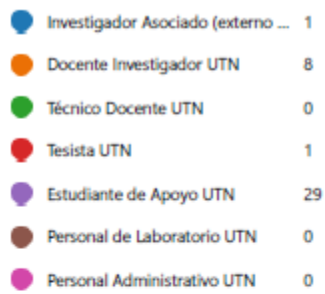 Investigador Asociado (externo ... 1
Docente Investigador UTN 8
Técnico Docente UTN 0
Tesista UTN 1
Estudiante de Apoyo UTN 29
Personal de Laboratorio UTN 0
Personal Administrativo UTN 0